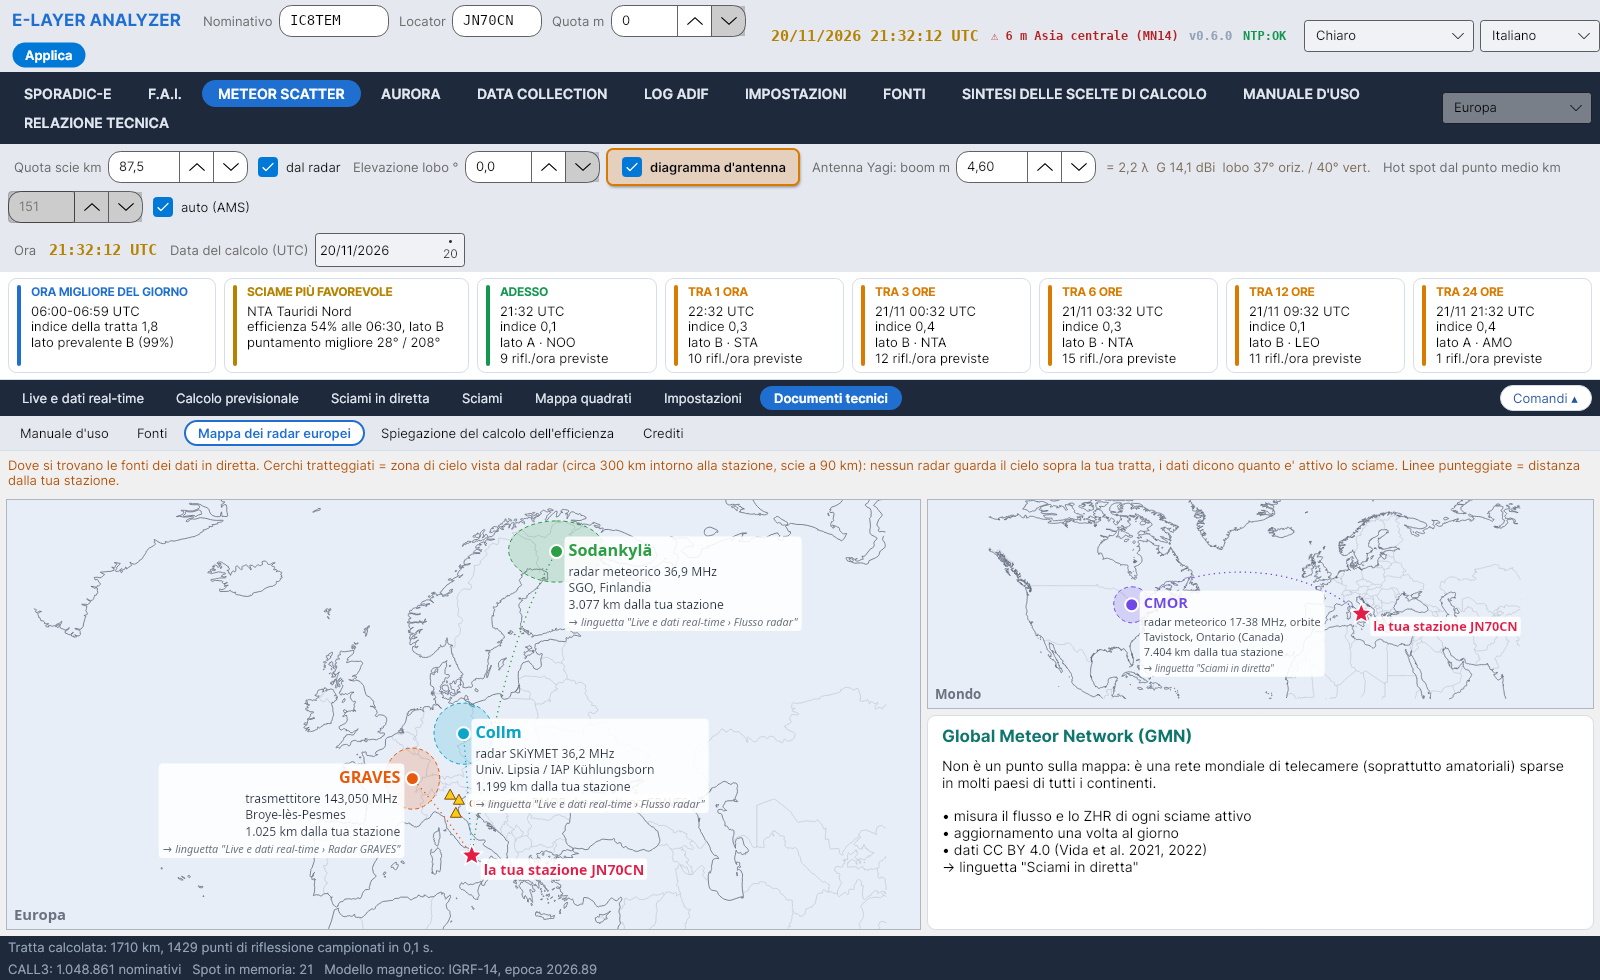 E-LAYER ANALYZER Nominativo IC8TEM Locator JN70CN Quota m 0
20/11/2026 21:32:12 UTC ⚠ 6 m Asia centrale (MN14) v0.6.0 NTP:OK Chiaro Italiano
Applica
SPORADIC-E F.A.I. METEOR SCATTER AURORA DATA COLLECTION LOG ADIF IMPOSTAZIONI FONTI SINTESI DELLE SCELTE DI CALCOLO MANUALE D'USO
RELAZIONE TECNICA
Europa
Quota scie km 87,5 dal radar Elevazione lobo ° 0,0 diagramma d'antenna Antenna Yagi: boom m 4,60 = 2,2 λ G 14,1 dBi lobo 37° oriz. / 40° vert. Hot spot dal punto medio km
151 auto (AMS)
Ora 21:32:12 UTC Data del calcolo (UTC) 20/11/2026 20
ORA MIGLIORE DEL GIORNO
06:00-06:59 UTC
indice della tratta 1,8
lato prevalente B (99%)
SCIAME PIÙ FAVOREVOLE
NTA Tauridi Nord
efficienza 54% alle 06:30, lato B
puntamento migliore 28° / 208°
ADESSO
21:32 UTC
indice 0,1
lato A · NOO
9 rifl./ora previste
TRA 1 ORA
22:32 UTC
indice 0,3
lato B · STA
10 rifl./ora previste
TRA 3 ORE
21/11 00:32 UTC
indice 0,4
lato B · NTA
12 rifl./ora previste
TRA 6 ORE
21/11 03:32 UTC
indice 0,3
lato B · NTA
15 rifl./ora previste
TRA 12 ORE
21/11 09:32 UTC
indice 0,1
lato B · LEO
11 rifl./ora previste
TRA 24 ORE
21/11 21:32 UTC
indice 0,4
lato A · AMO
1 rifl./ora previste
Live e dati real-time Calcolo previsionale Sciami in diretta Sciami Mappa quadrati Impostazioni Documenti tecnici Comandi ▴
Manuale d'uso Fonti Mappa dei radar europei Spiegazione del calcolo dell'efficienza Crediti
Dove si trovano le fonti dei dati in diretta. Cerchi tratteggiati = zona di cielo vista dal radar (circa 300 km intorno alla stazione, scie a 90 km): nessun radar guarda il cielo sopra la tua tratta, i dati dicono quanto e' attivo lo sciame. Linee punteggiate = distanza
dalla tua stazione.
Sodankylä
radar meteorico 36,9 MHz
SGO, Finlandia
3.077 km dalla tua stazione
→ linguetta "Live e dati real-time › Flusso radar"
Collm
radar SKiYMET 36,2 MHz
Univ. Lipsia / IAP Kühlungsborn
1.199 km dalla tua stazione
→ linguetta "Live e dati real-time › Flusso radar"
GRAVES
trasmettitore 143,050 MHz
Broye-lès-Pesmes
1.025 km dalla tua stazione
→ linguetta "Live e dati real-time › Radar GRAVES"
la tua stazione JN70CN
Europa
CMOR
radar meteorico 17-38 MHz, orbite
Tavistock, Ontario (Canada)
7.404 km dalla tua stazione
→ linguetta "Sciami in diretta"
la tua stazione JN70CN
Mondo
Global Meteor Network (GMN)
Non è un punto sulla mappa: è una rete mondiale di telecamere (soprattutto amatoriali) sparse
in molti paesi di tutti i continenti.
• misura il flusso e lo ZHR di ogni sciame attivo
• aggiornamento una volta al giorno
• dati CC BY 4.0 (Vida et al. 2021, 2022)
→ linguetta "Sciami in diretta"
Tratta calcolata: 1710 km, 1429 punti di riflessione campionati in 0,1 s.
CALL3: 1.048.861 nominativi Spot in memoria: 21 Modello magnetico: IGRF-14, epoca 2026.89